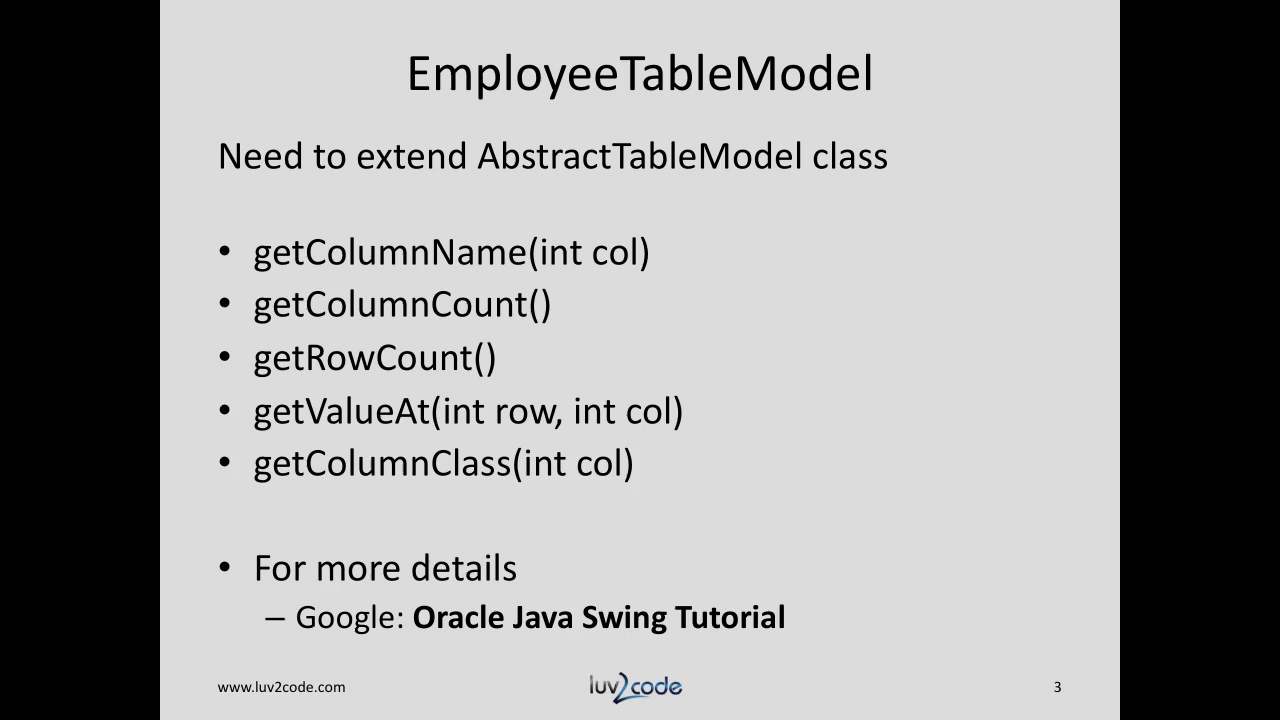 EmployeeTableModel
Need to extend AbstractTableModel class
• getColumnName(int col)
• getColumnCount()
• getRowCount()
• getValueAt(int row, int col)
• getColumnClass(int col)
• For more details
– Google: Oracle Java Swing Tutorial
www.luv2code.com
luv2code
3